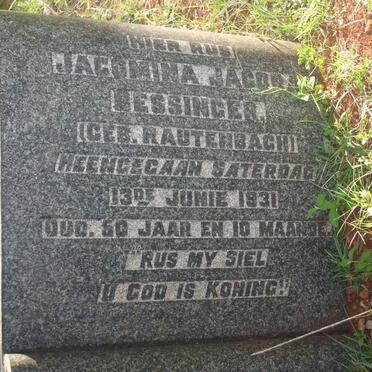 HIER RUS
JACOMINA JACOBA
BESSINGER.
(GEB. RAUTENBACH)
HEENGEGAAN SATERDAG
13DE JUNIE 1931
OUD. 50 JAAR EN 10 MAANDE.
"RUS MY SIEL
U GOD IS KONING!"